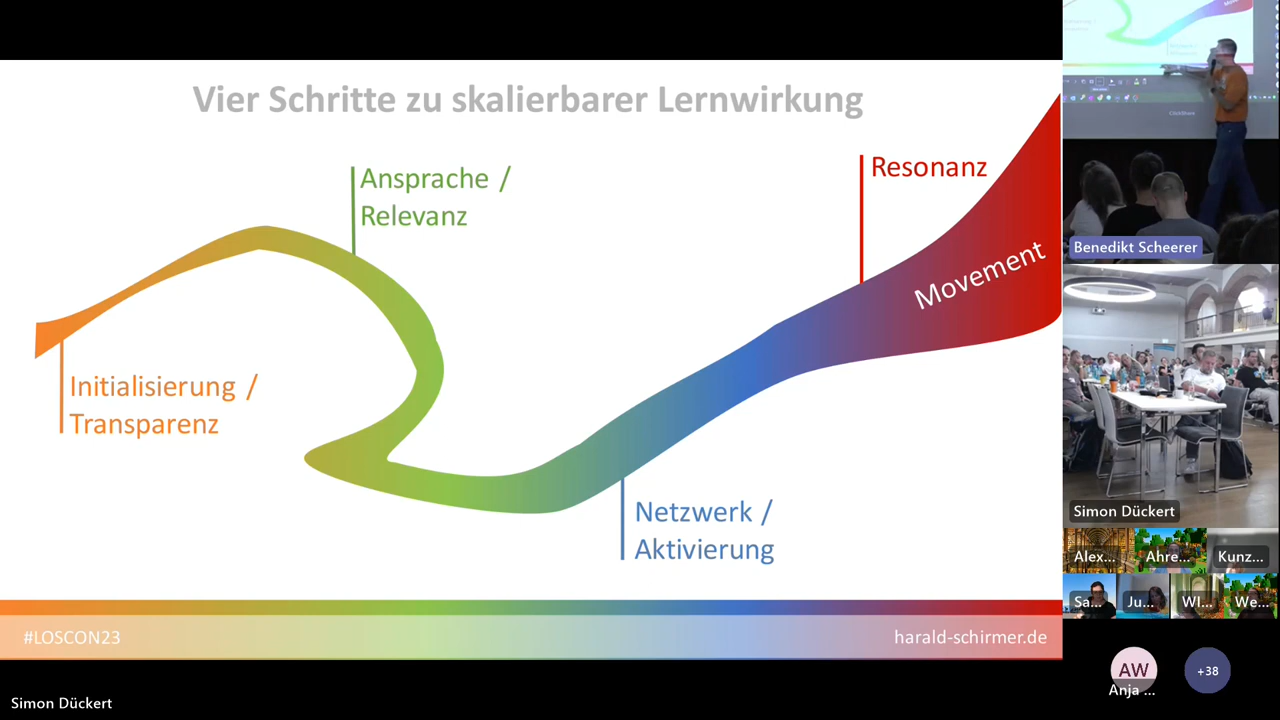 Vier Schritte zu skalierbarer Lernwirkung
Ansprache /
Relevanz
Resonanz
Movement
Initialisierung /
Transparenz
Netzwerk /
Aktivierung
#LOSCON23
harald-schirmer.de
Simon Dückert
Benedikt Scheerer
Simon Dückert
Alex...
Ahre...
Kunz...
Sa...
Ju...
WI...
We...
AW
Anja ...
+38